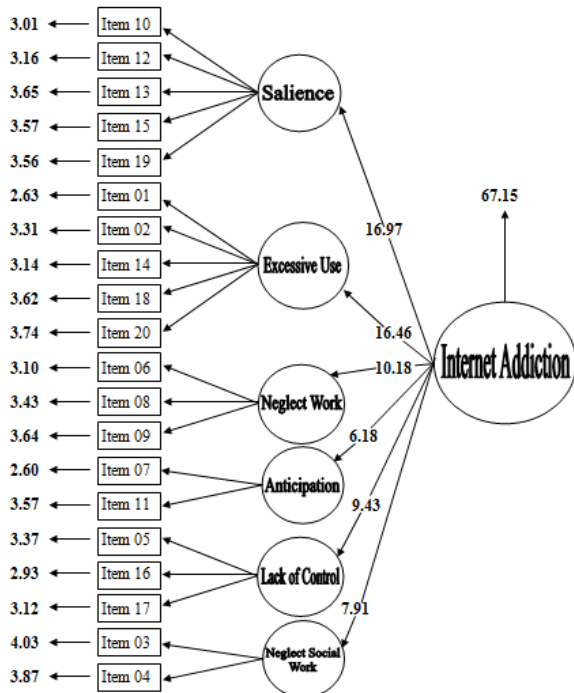 3.01 Item 10
3.16 Item 12
3.65 Item 13
3.57 Item 15
3.56 Item 19
Salience
2.63 Item 01
3.31 Item 02
3.14 Item 14
3.62 Item 18
3.74 Item 20
Excessive Use
3.10 Item 06
3.43 Item 08
3.64 Item 09
Neglect Work
2.60 Item 07
3.57 Item 11
Anticipation
3.37 Item 05
2.93 Item 16
3.12 Item 17
Lack of Control
4.03 Item 03
3.87 Item 04
Neglect Social
Work
16.97
16.46
10.18
6.18
9.43
7.91
67.15
Internet Addiction